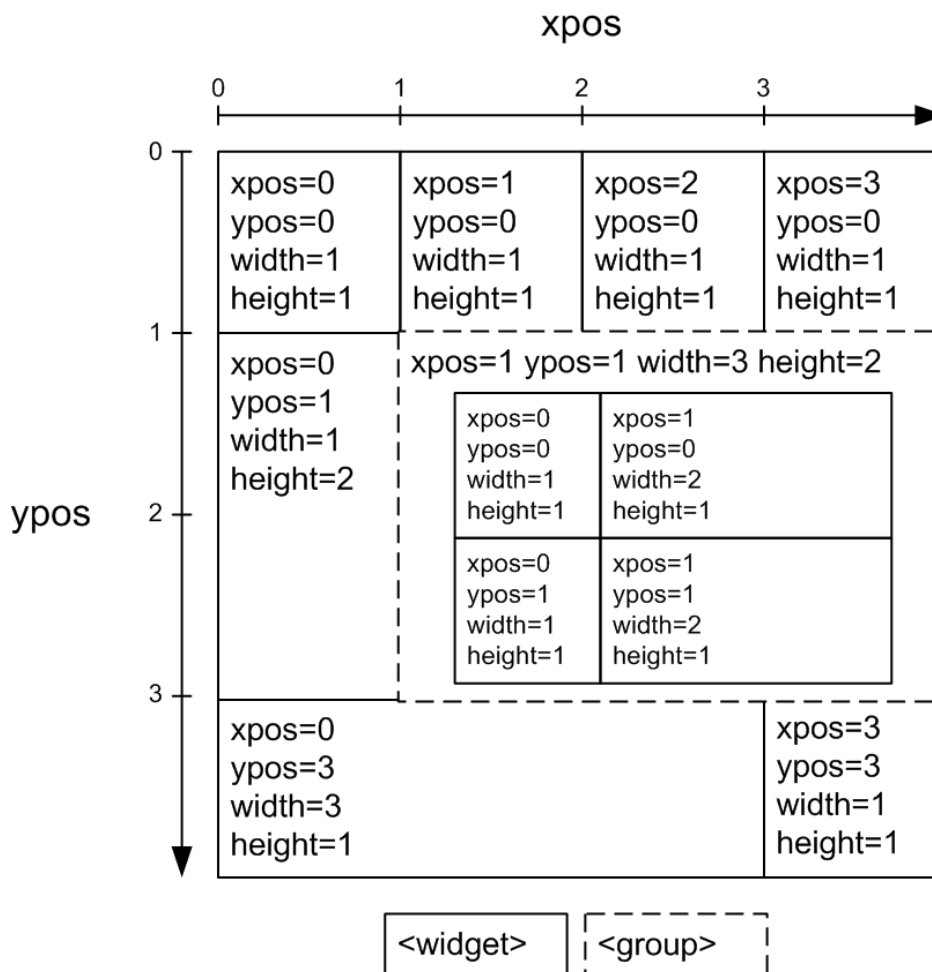 xpos
0 1 2 3
0
xpos=0
ypos=0
width=1
height=1
xpos=1
ypos=0
width=1
height=1
xpos=2
ypos=0
width=1
height=1
xpos=3
ypos=0
width=1
height=1
1
xpos=0
ypos=1
width=1
height=2
xpos=1 ypos=1 width=3 height=2
xpos=0
ypos=0
width=1
height=1
xpos=1
ypos=0
width=2
height=1
ypos
2
xpos=0
ypos=1
width=1
height=1
xpos=1
ypos=1
width=2
height=1
3
xpos=0
ypos=3
width=3
height=1
xpos=3
ypos=3
width=1
height=1
<widget> <group>